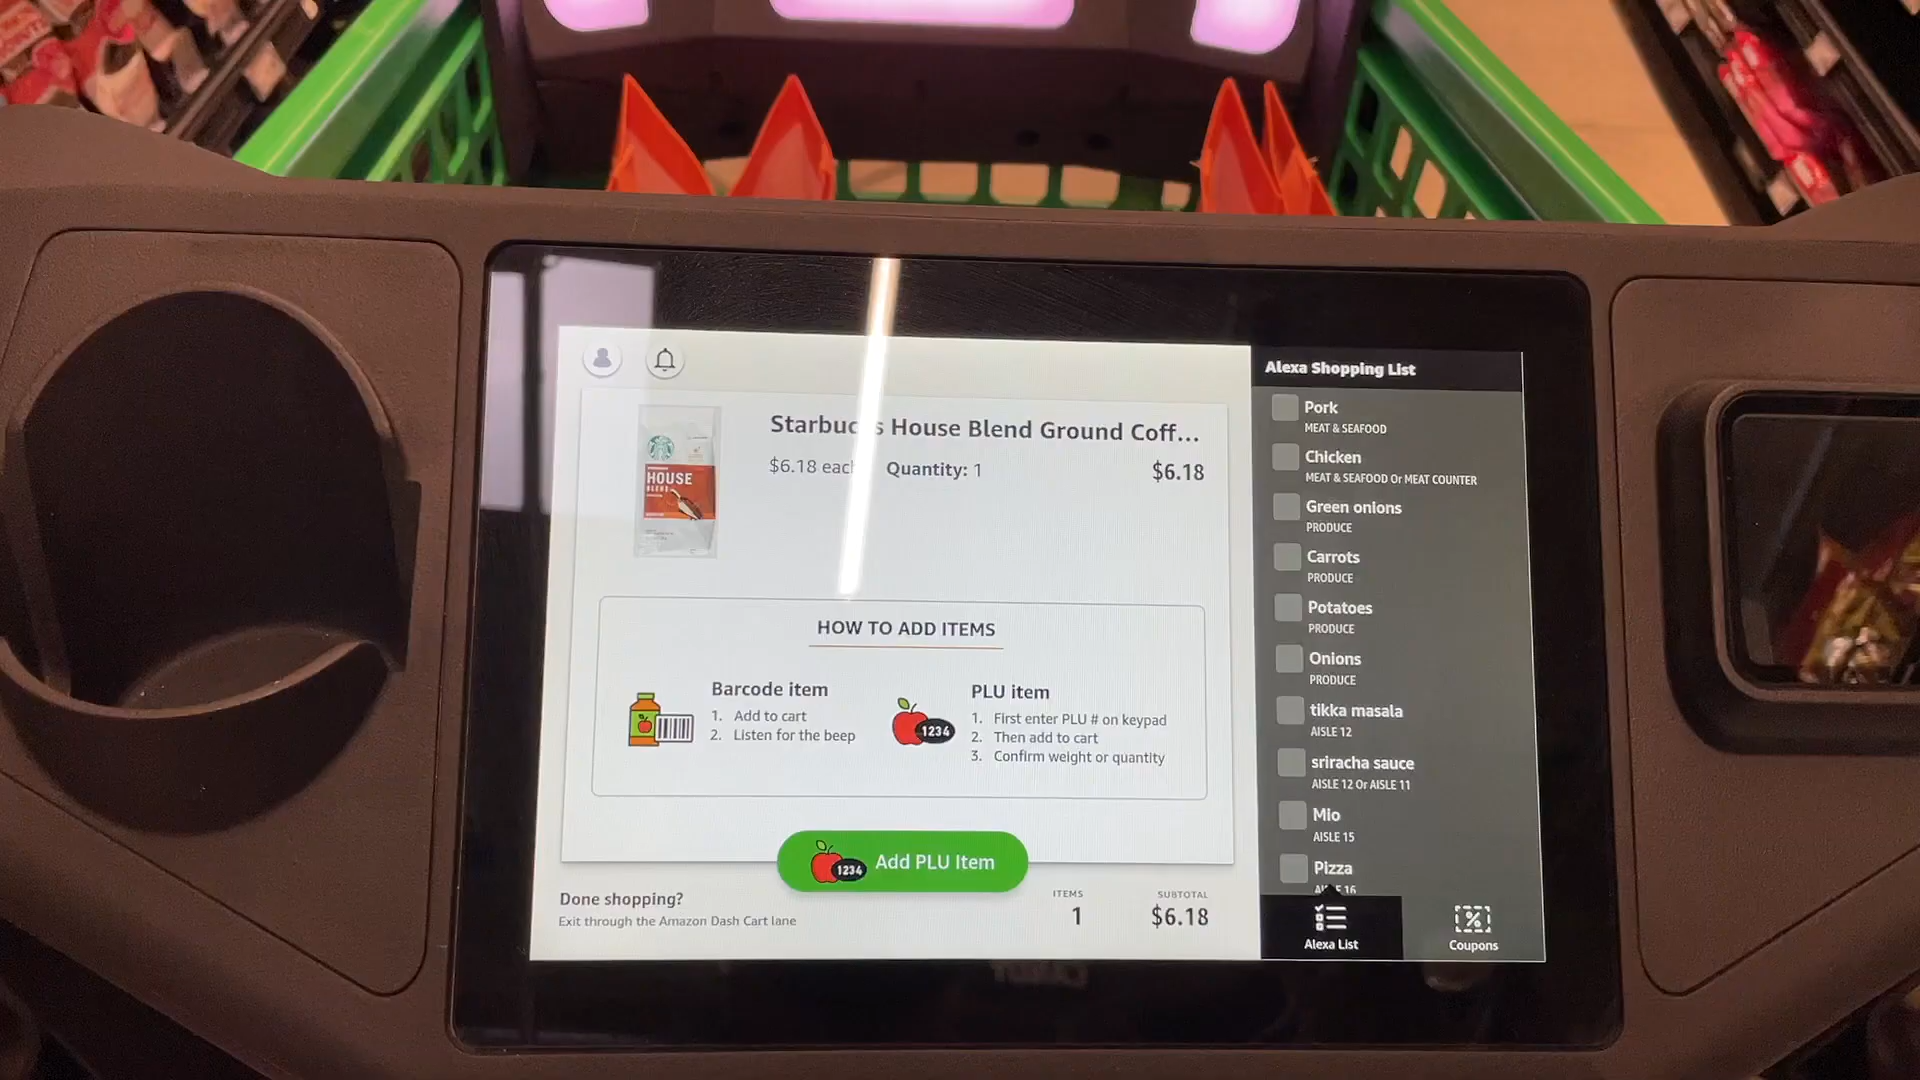 Starbucks House Blend Ground Coff...
$6.18 each Quantity: 1 $6.18
HOUSE
BLEND
HOW TO ADD ITEMS
Barcode item
1. Add to cart
2. Listen for the beep
1234
PLU item
1. First enter PLU # on keypad
2. Then add to cart
3. Confirm weight or quantity
1234 Add PLU Item
Done shopping?
Exit through the Amazon Dash Cart lane
ITEMS
1
SUBTOTAL
$6.18
Alexa Shopping List
Pork
MEAT & SEAFOOD
Chicken
MEAT & SEAFOOD Or MEAT COUNTER
Green onions
PRODUCE
Carrots
PRODUCE
Potatoes
PRODUCE
Onions
PRODUCE
tikka masala
AISLE 12
sriracha sauce
AISLE 12 Or AISLE 11
Mio
AISLE 15
Pizza
AISLE 16
Alexa List
Coupons